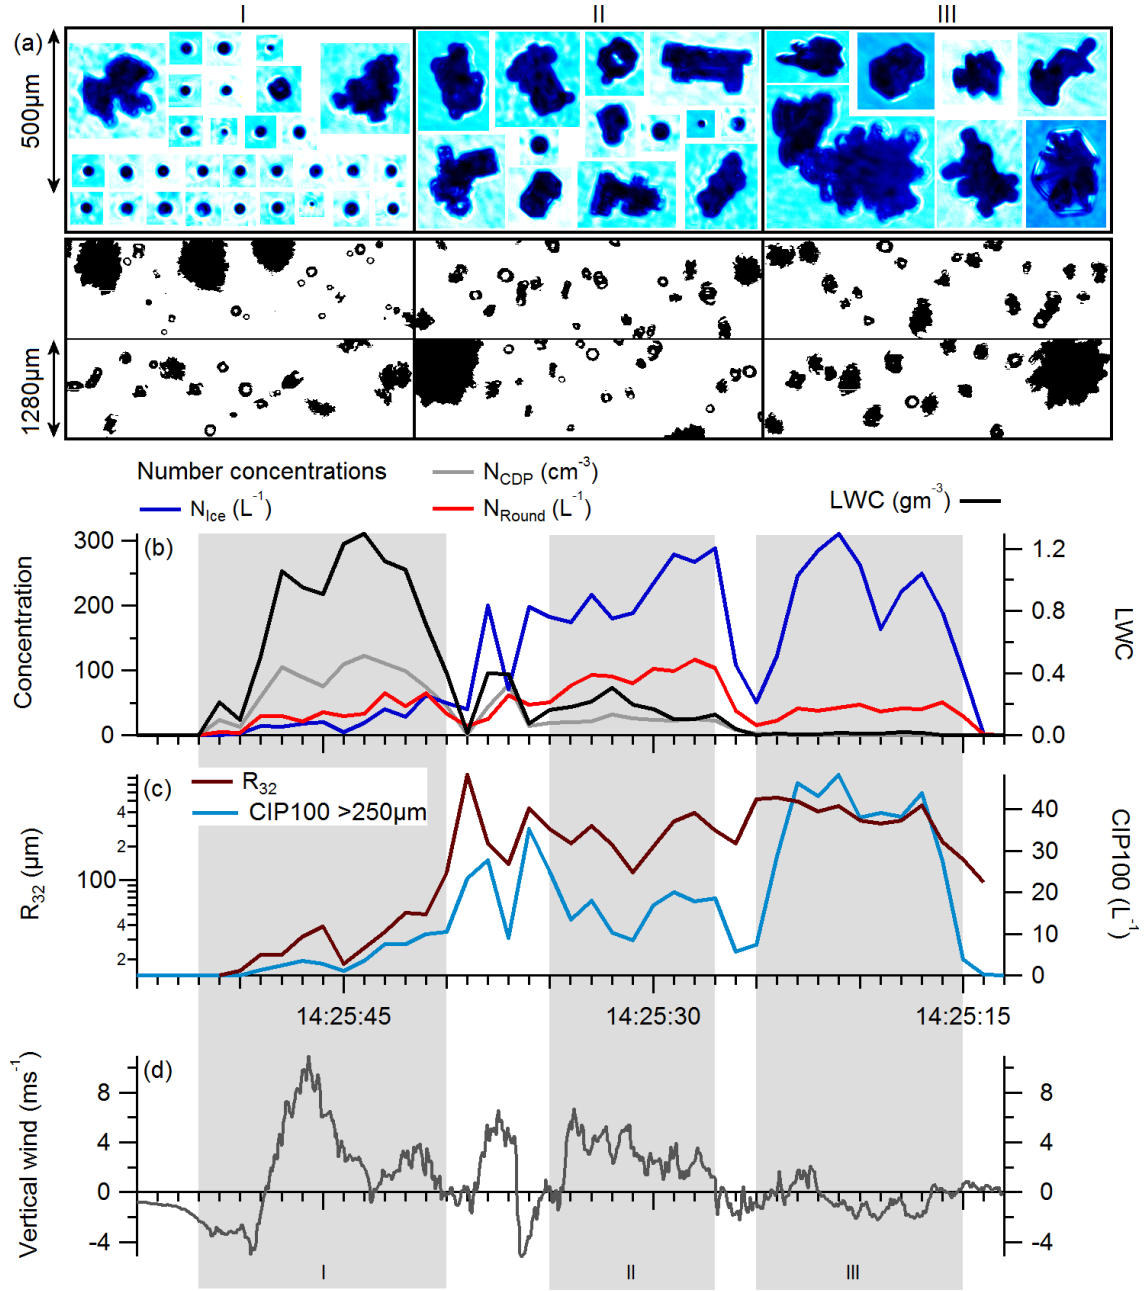 I II III
(a)
500µm
1280µm
Number concentrations
N_CDP (cm⁻³)
N_Ice (L⁻¹)
N_Round (L⁻¹)
LWC (gm⁻³)
(b)
300
200
100
0
Concentration
1.2
0.8
0.4
0.0
LWC
(c)
R₃₂
CIP100 >250µm
4
2
100
4
2
R₃₂ (µm)
40
30
20
10
0
CIP100 (L⁻¹)
14:25:45 14:25:30 14:25:15
(d)
8
4
0
-4
Vertical wind (ms⁻¹)
8
4
0
-4
I II III